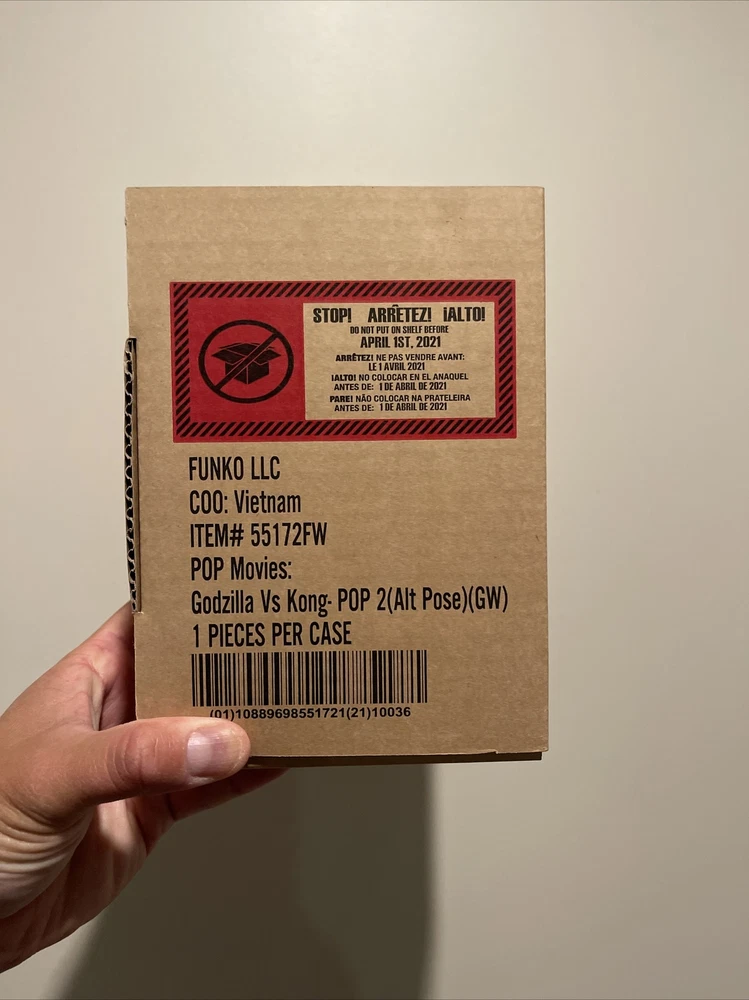 STOP! ARRÊTEZ! ¡ALTO!
DO NOT PUT ON SHELF BEFORE
APRIL 1ST, 2021
ARRÊTEZ! NE PAS VENDRE AVANT:
LE 1 AVRIL 2021
¡ALTO! NO COLOCAR EN EL ANAQUEL
ANTES DE: 1 DE ABRIL DE 2021
PARE! NÃO COLOCAR NA PRATELEIRA
ANTES DE: 1 DE ABRIL DE 2021
FUNKO LLC
COO: Vietnam
ITEM# 55172FW
POP Movies:
Godzilla Vs Kong- POP 2(Alt Pose)(GW)
1 PIECES PER CASE
(01)10889698551721(21)10036